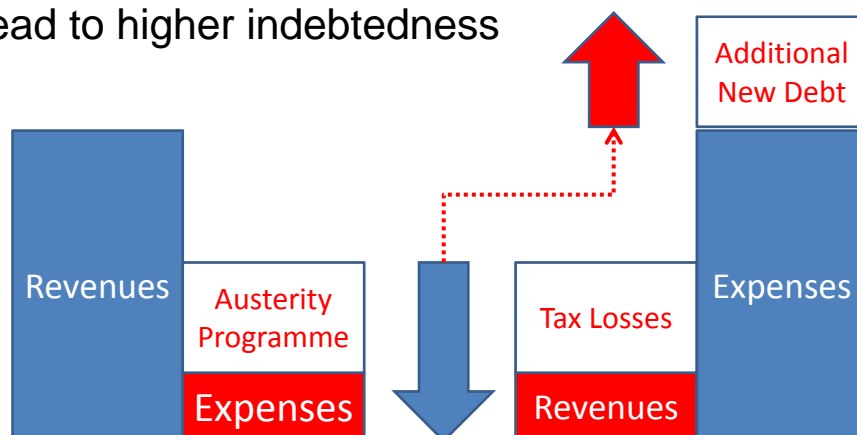 ead to higher indebtedness
Additional
New Debt
Revenues
Austerity
Programme
Expenses
Tax Losses
Revenues
Expenses